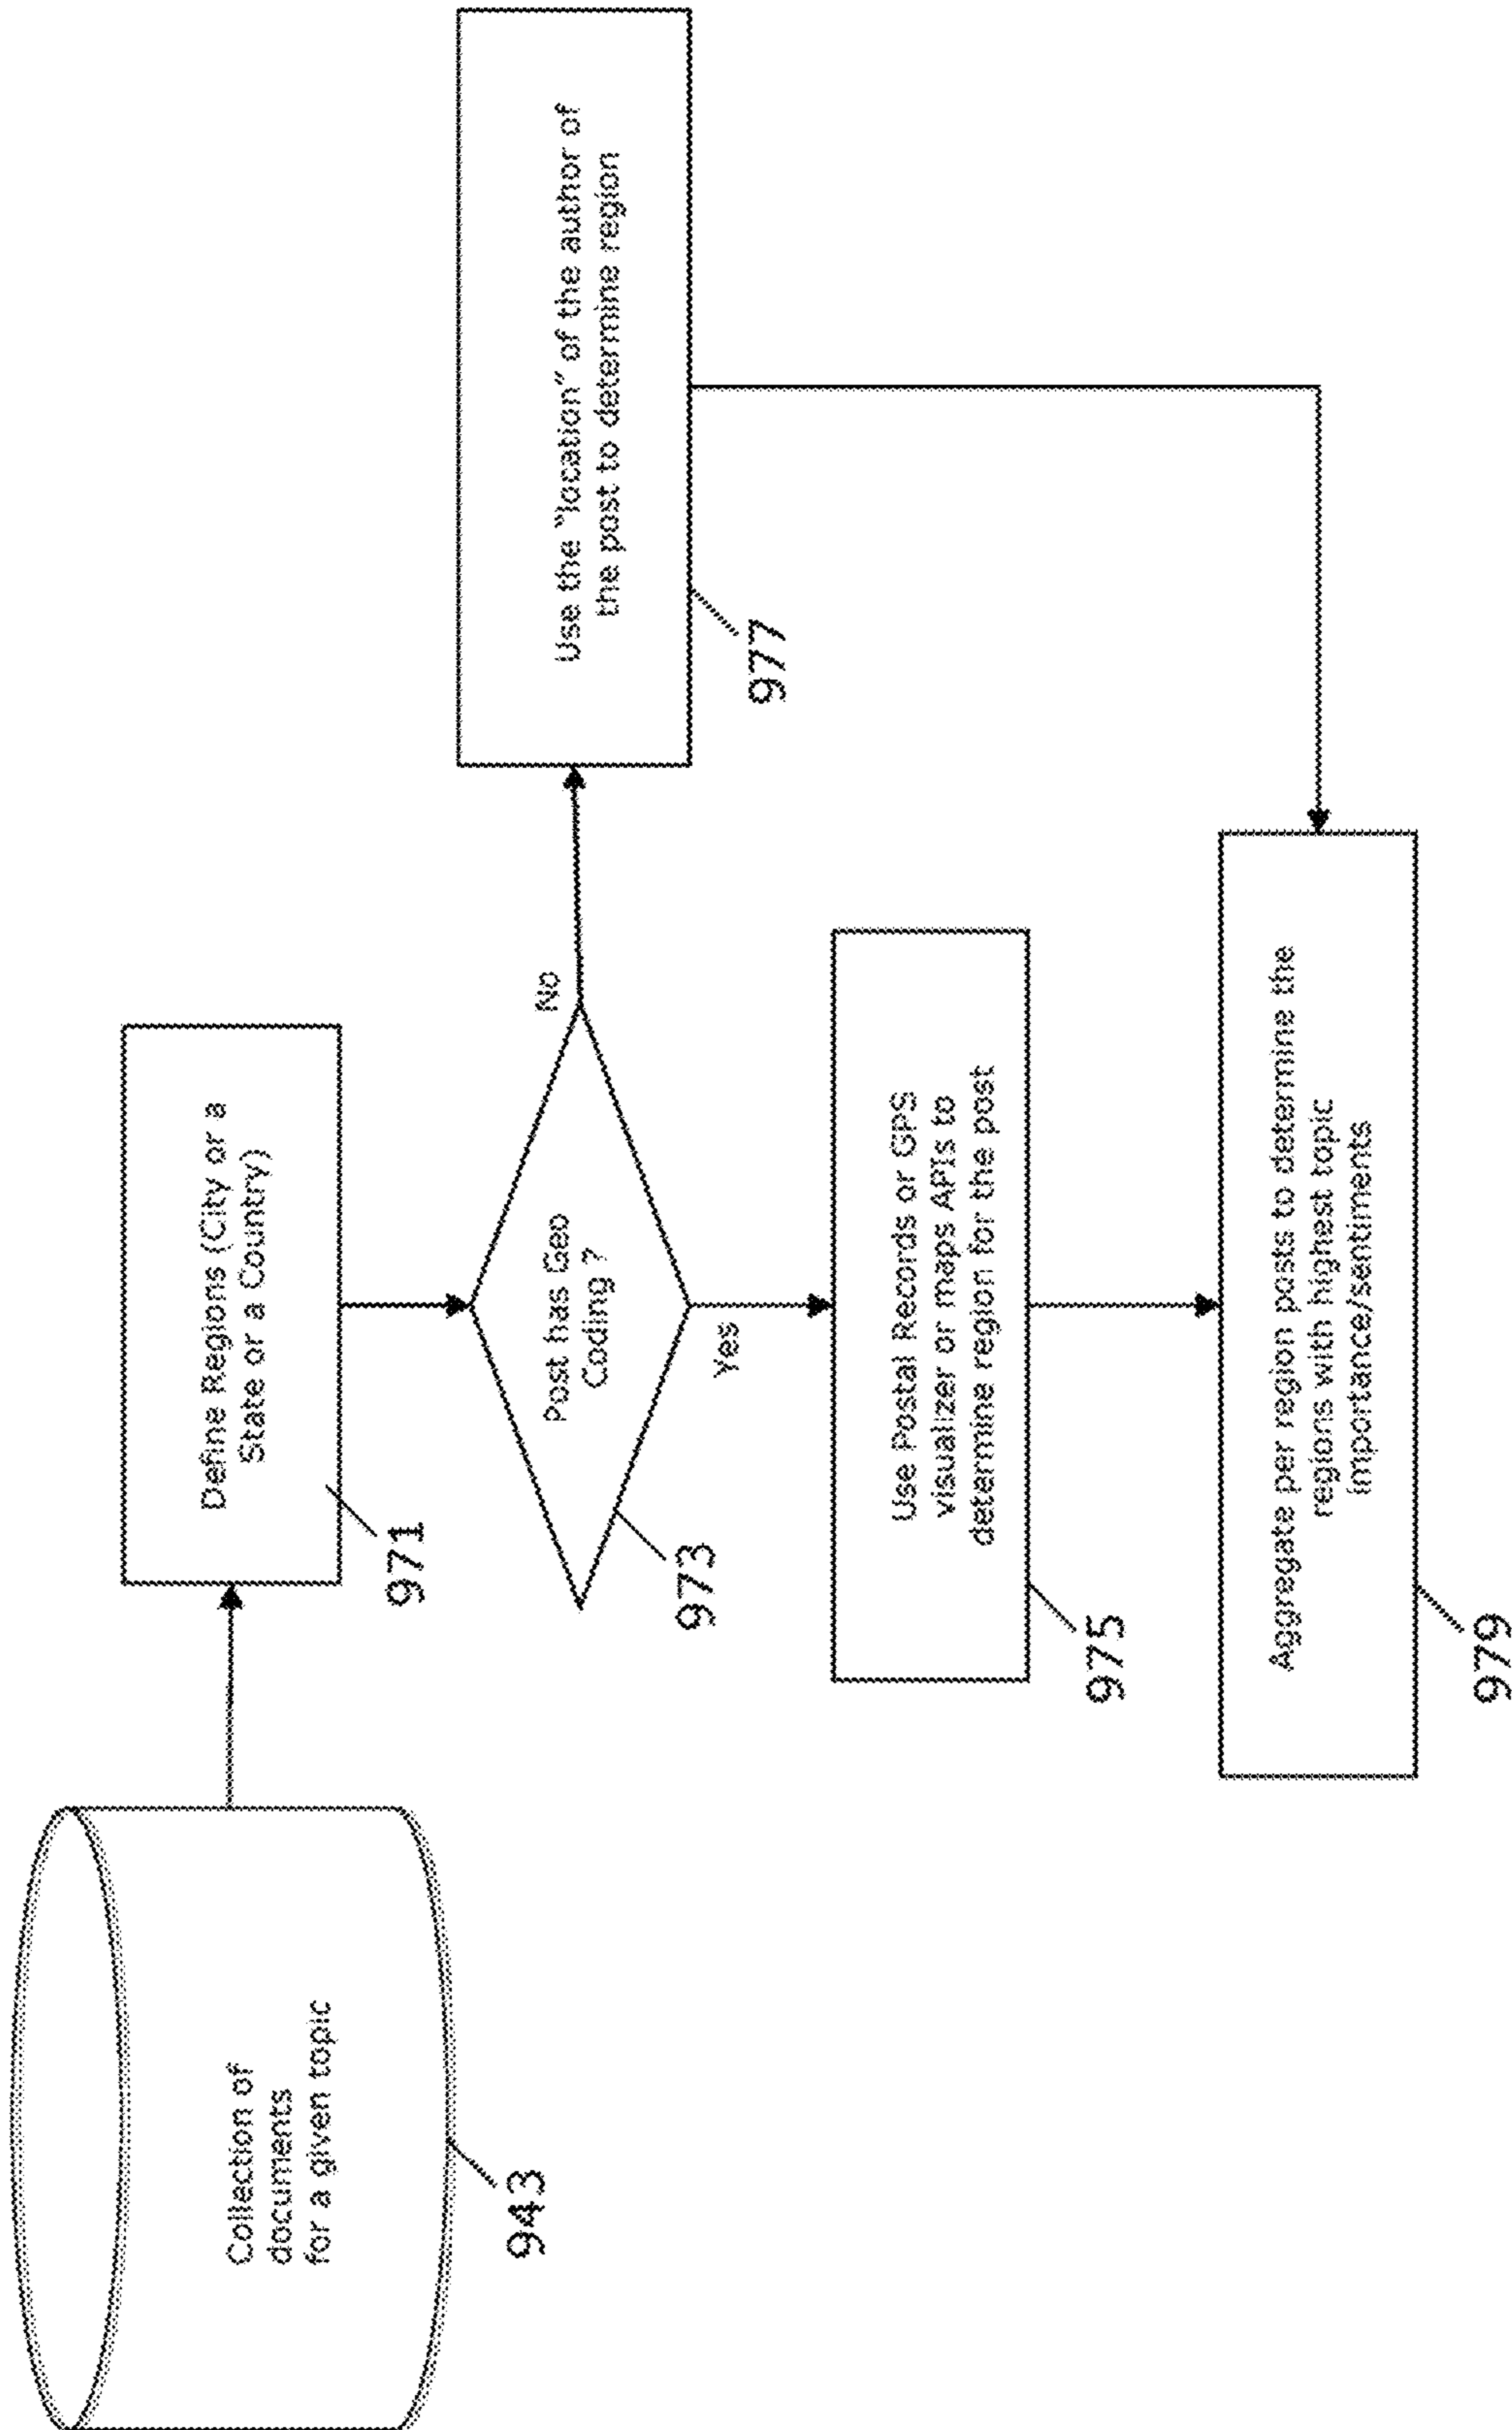 Collection of
documents
for a given topic
943
Define Regions (City or a
State or a Country)
971
Post has Geo
Coding ?
973
No
Yes
Use the "location" of the author of
the post to determine region
977
Use Postal Records or GPS
visualizer or maps APIs to
determine region for the post
975
Aggregate per region posts to determine the
regions with highest topic
importance/sentiments
979